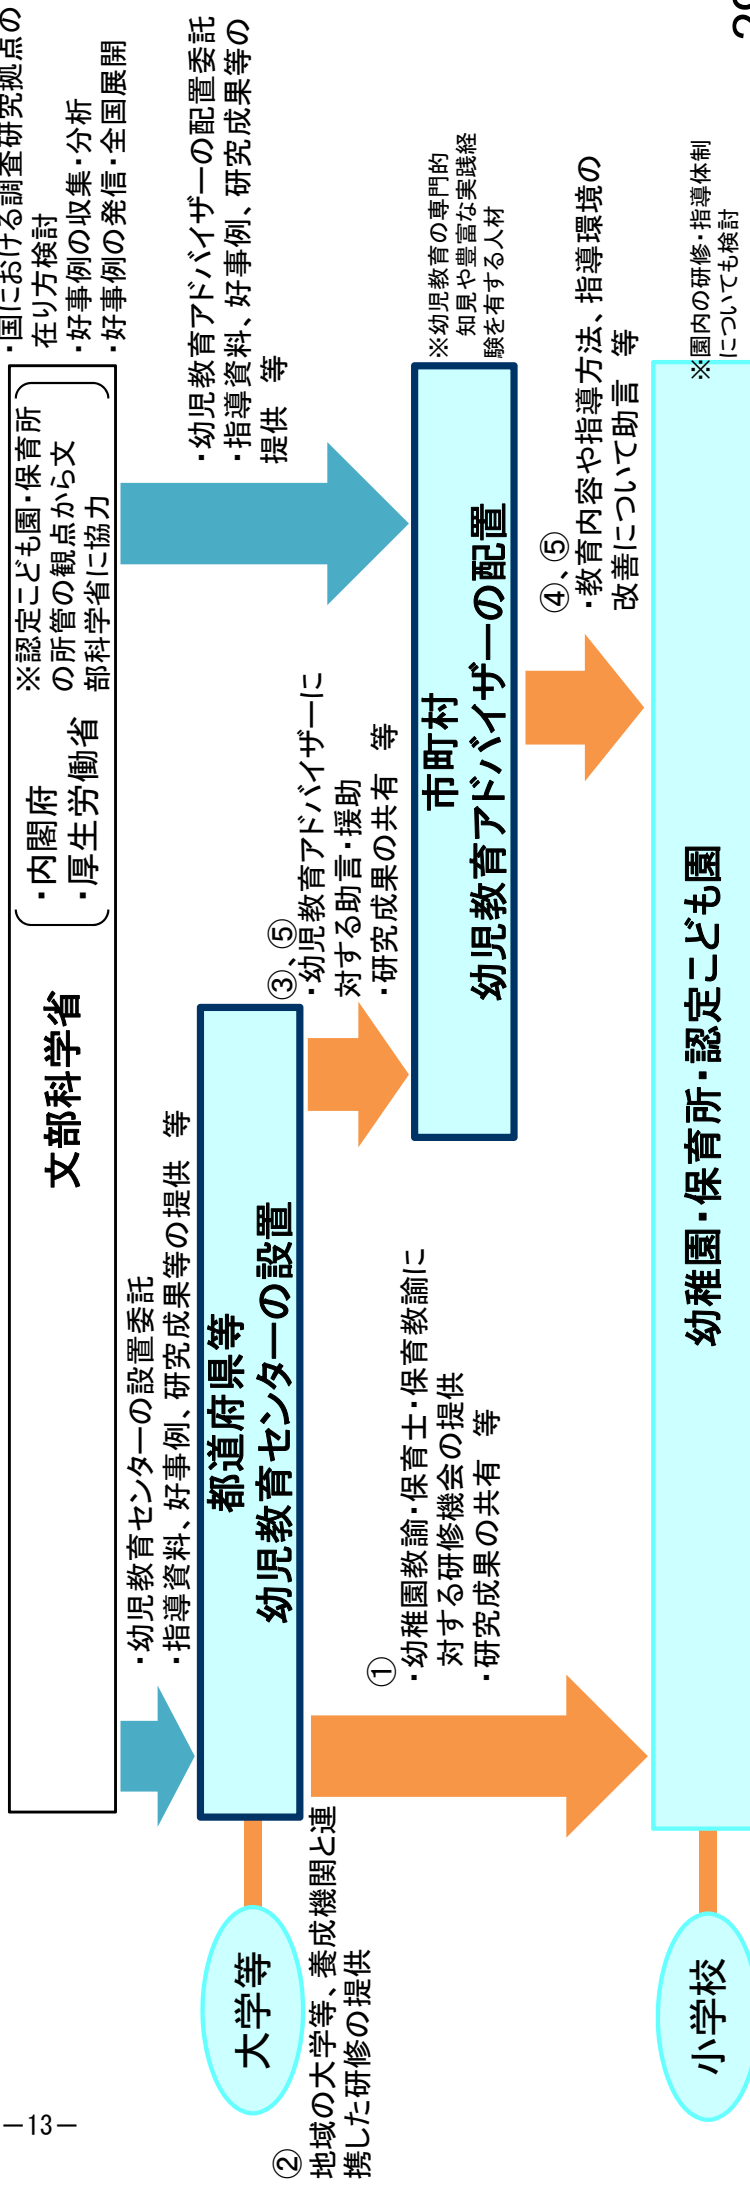 ・国における調査研究拠点の
在り方検討
・好事例の収集・分析
・好事例の発信・全国展開
文部科学省
・内閣府
・厚生労働省
※認定こども園・保育所
の所管の観点から文
部科学省に協力
・幼児教育センターの設置委託
・指導資料、好事例、研究成果等の提供 等
・幼児教育アドバイザーの配置委託
・指導資料、好事例、研究成果等の
提供 等
大学等
都道府県等
幼児教育センターの設置
③、⑤
・幼児教育アドバイザーに
対する助言・援助
・研究成果の共有 等
②
地域の大学等、養成機関と連
携した研修の提供
①
・幼稚園教諭・保育士・保育教諭に
対する研修機会の提供
・研究成果の共有 等
市町村
幼児教育アドバイザーの配置
※幼児教育の専門的
知見や豊富な実践経
験を有する人材
④、⑤
・教育内容や指導方法、指導環境の
改善について助言 等
小学校
幼稚園・保育所・認定こども園
※園内の研修・指導体制
についても検討
－13－